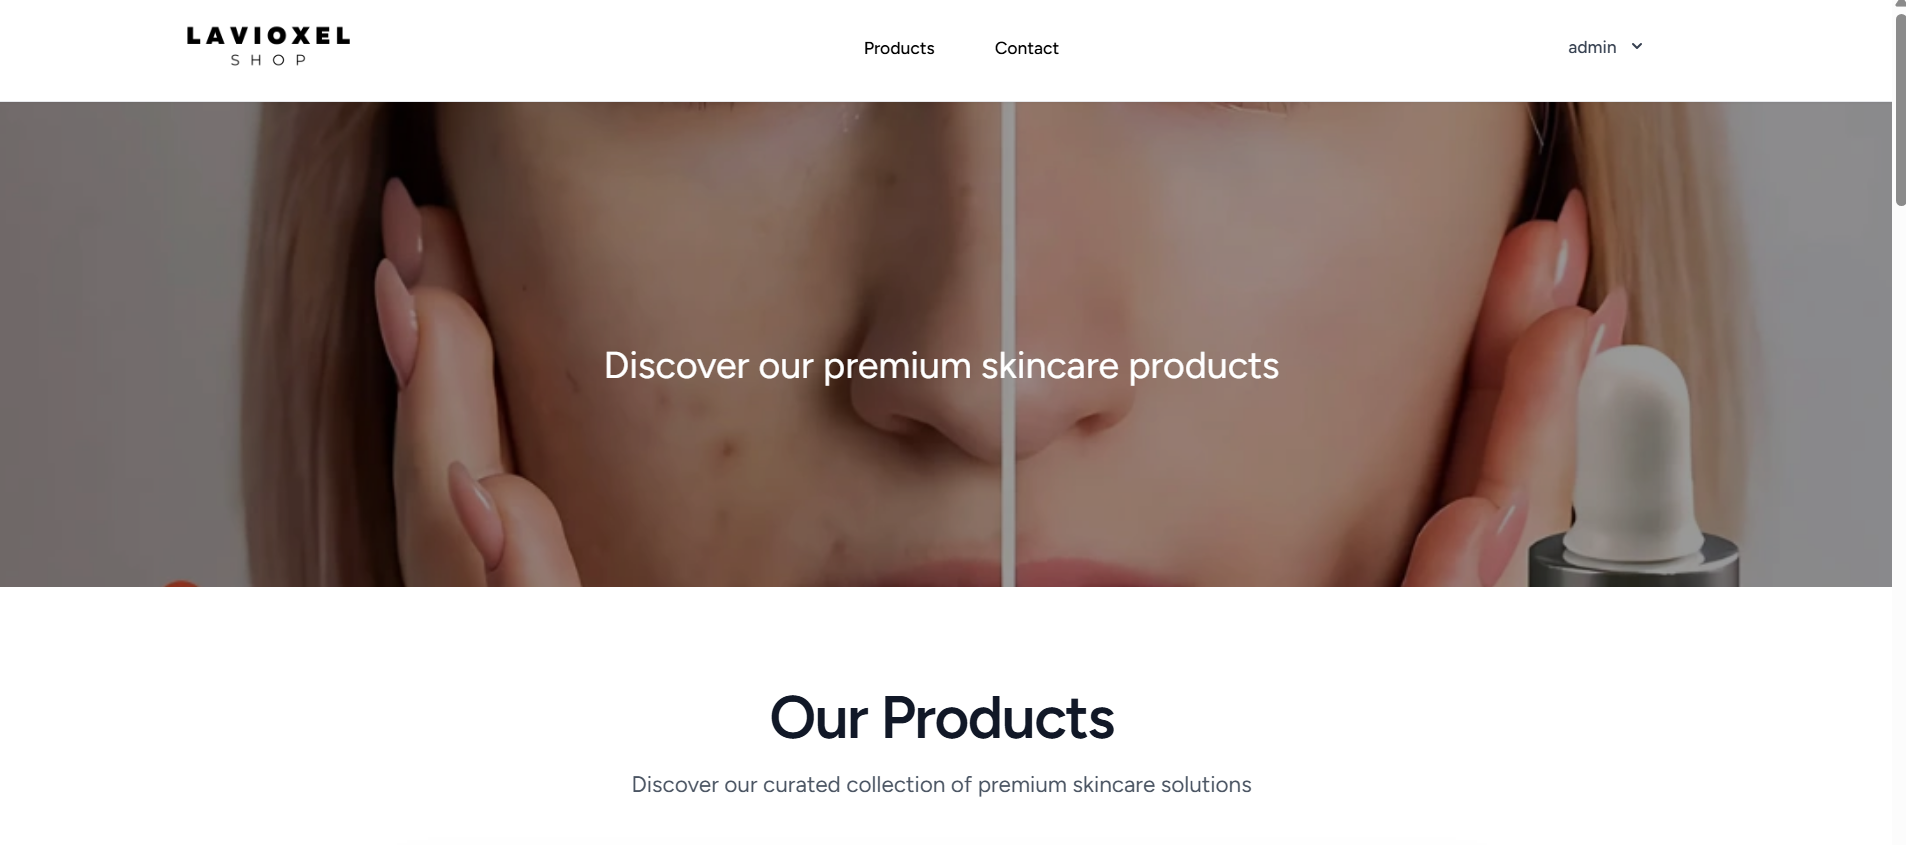 LAVIOXEL
SHOP
Products
Contact
admin
Discover our premium skincare products
Our Products
Discover our curated collection of premium skincare solutions